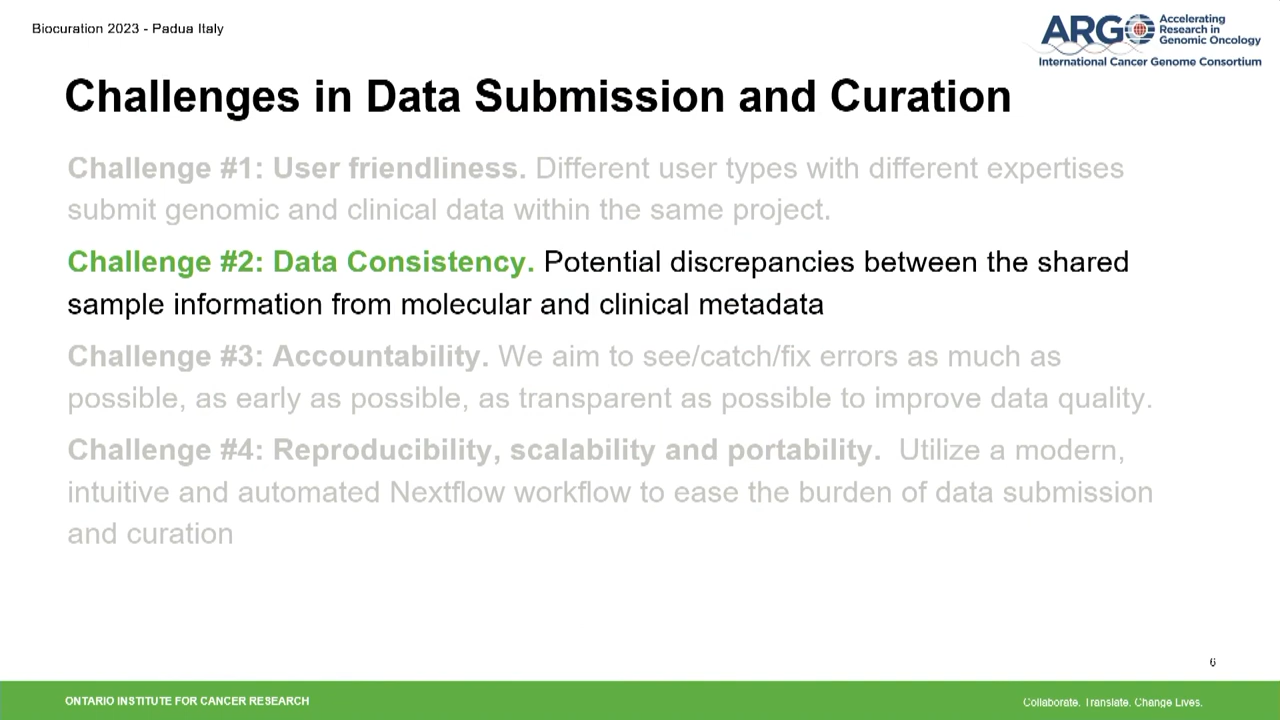 Biocuration 2023 - Padua Italy
ARGO
Accelerating
Research in
Genomic Oncology
International Cancer Genome Consortium
Challenges in Data Submission and Curation
Challenge #1: User friendliness. Different user types with different expertises
submit genomic and clinical data within the same project.
Challenge #2: Data Consistency. Potential discrepancies between the shared
sample information from molecular and clinical metadata
Challenge #3: Accountability. We aim to see/catch/fix errors as much as
possible, as early as possible, as transparent as possible to improve data quality.
Challenge #4: Reproducibility, scalability and portability. Utilize a modern,
intuitive and automated Nextflow workflow to ease the burden of data submission
and curation
6
ONTARIO INSTITUTE FOR CANCER RESEARCH
Collaborate. Translate. Change Lives.